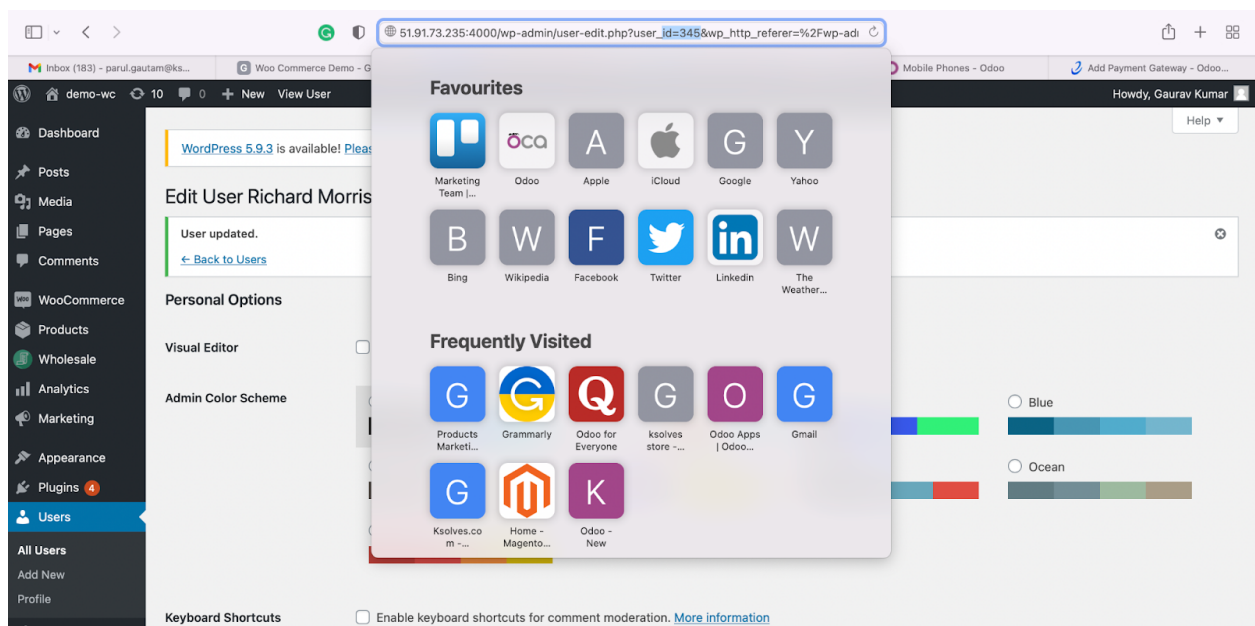 51.91.73.235:4000/wp-admin/user-edit.php?user_id=345&wp_http_referer=%2Fwp-adı
Inbox (183) - parul.gautam@ks...
G Woo Commerce Demo - G
Mobile Phones - Odoo
Add Payment Gateway - Odoo...
demo-wc 10 0 + New View User
Howdy, Gaurav Kumar
Help ▼
Dashboard
Posts
Media
Pages
Comments
WooCommerce
Products
Wholesale
Analytics
Marketing
Appearance
Plugins 4
Users
All Users
Add New
Profile
WordPress 5.9.3 is available! Pleas
Edit User Richard Morris
User updated.
← Back to Users
Personal Options
Visual Editor
Admin Color Scheme
Blue
Ocean
Keyboard Shortcuts
Enable keyboard shortcuts for comment moderation. More information
Favourites
öca A G Y
Marketing Team |...
Odoo
Apple
iCloud
Google
Yahoo
B W F in W
Bing
Wikipedia
Facebook
Twitter
Linkedin
The Weather...
Frequently Visited
G G Q G O G
Products Marketi...
Grammarly
Odoo for Everyone
ksolves store -...
Odoo Apps | Odoo...
Gmail
G K
Ksolves.com -...
Home - Magento...
Odoo - New